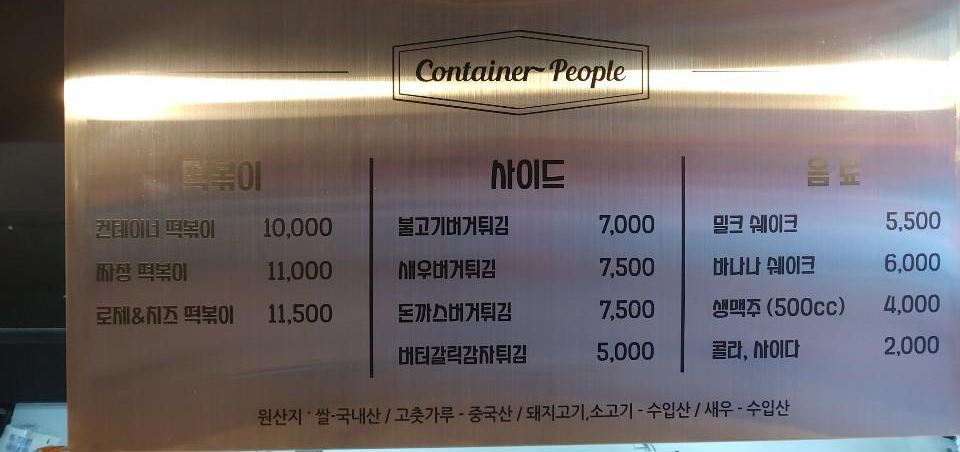 Container People
떡볶이
컨테이너 떡볶이 10,000
짜장 떡볶이 11,000
로제&치즈 떡볶이 11,500
사이드
불고기버거튀김 7,000
새우버거튀김 7,500
돈까스버거튀김 7,500
버터갈릭감자튀김 5,000
음료
밀크 쉐이크 5,500
바나나 쉐이크 6,000
생맥주 (500cc) 4,000
콜라, 사이다 2,000
원산지 · 쌀-국내산 / 고춧가루 - 중국산 / 돼지고기,소고기 - 수입산 / 새우 - 수입산